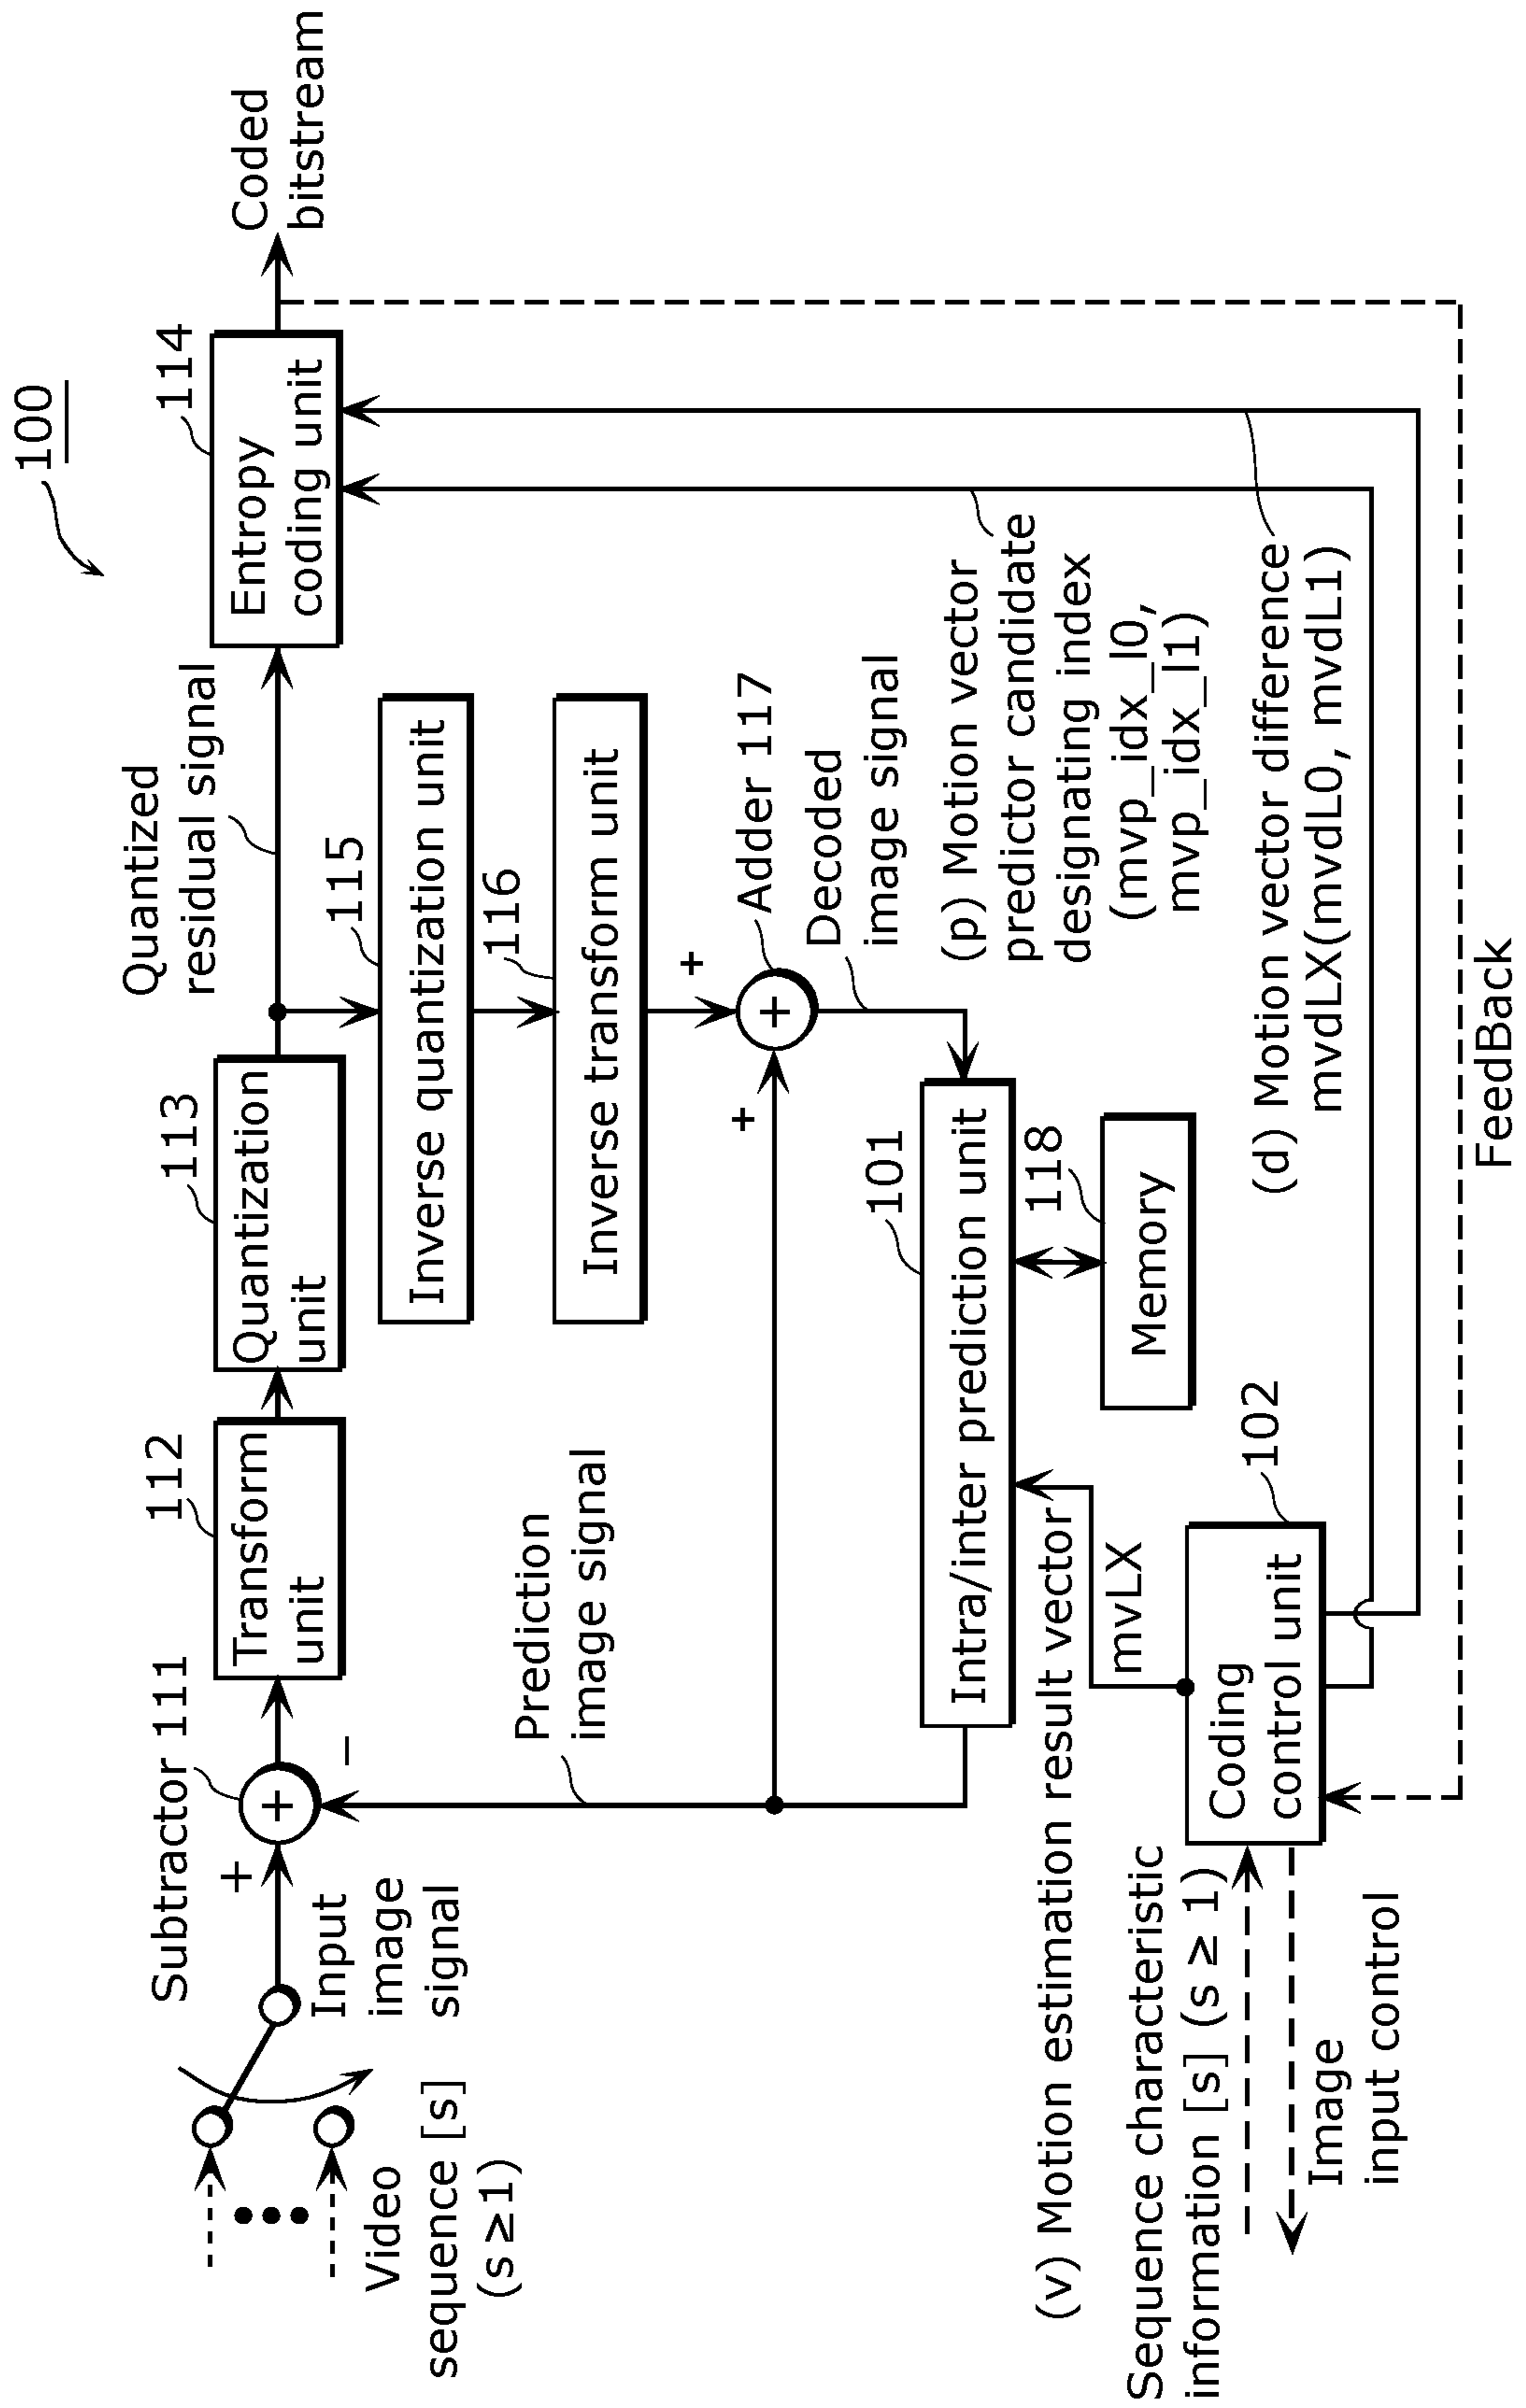 100
Subtractor 111
112
Transform
unit
113
Quantization
unit
Quantized
residual signal
114
Entropy
coding unit
Coded
bitstream
+
+
−
Input
image
signal
Video
sequence [s]
(s≥1)
115
Inverse quantization unit
116
Inverse transform unit
+
+
+
Adder 117
Prediction
image signal
Decoded
image signal
101
Intra/inter prediction unit
118
Memory
(p) Motion vector
predictor candidate
designating index
(mvp_idx_l0,
mvp_idx_l1)
(v) Motion estimation result vector
mvLX
102
Coding
control unit
Sequence characteristic
information [s] (s ≥ 1)
Image
input control
(d) Motion vector difference
mvdLX(mvdL0, mvdL1)
FeedBack